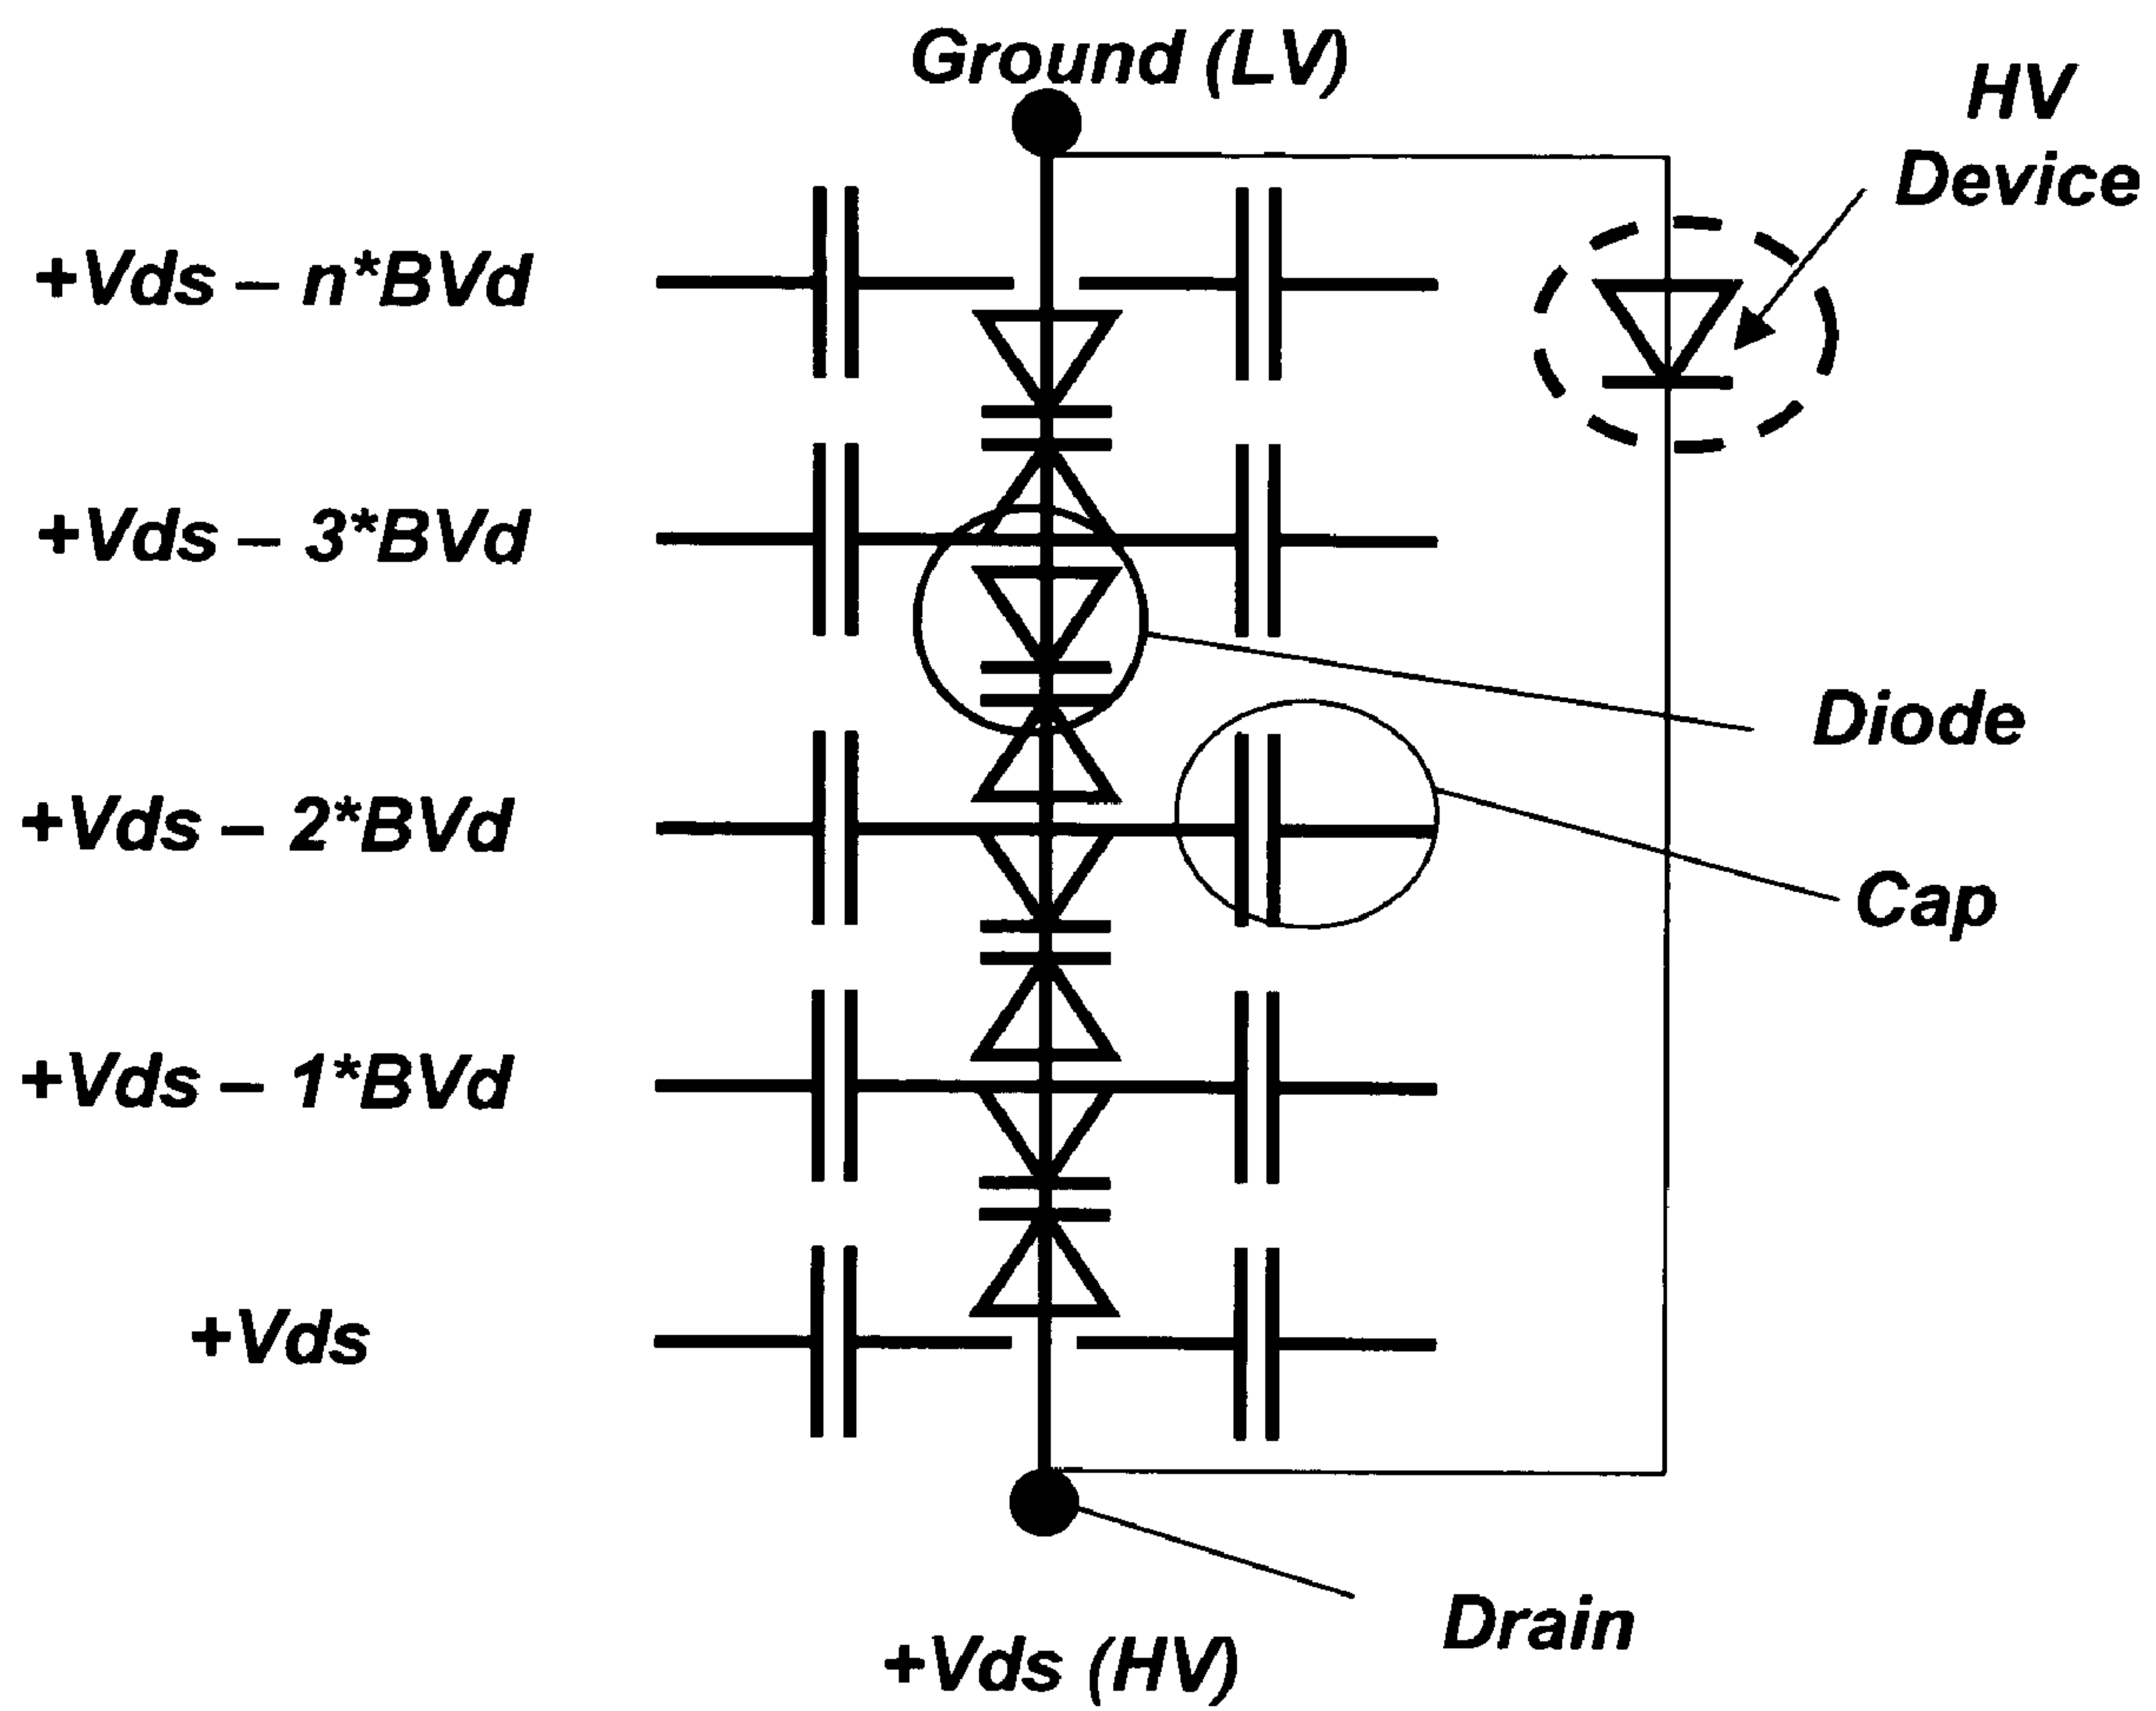 Ground (LV)
HV
Device
+Vds – n*BVd
+Vds – 3*BVd
Diode
+Vds – 2*BVd
Cap
+Vds – 1*BVd
+Vds
Drain
+Vds (HV)